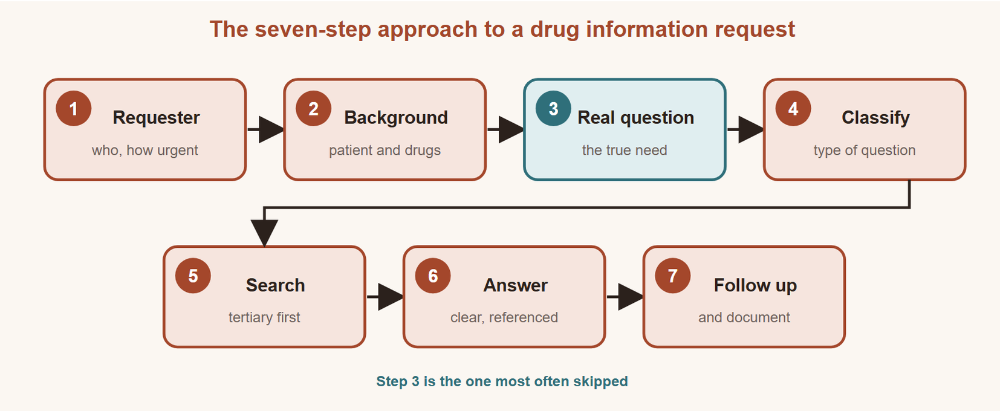 The seven-step approach to a drug information request
1
Requester
who, how urgent
2
Background
patient and drugs
3
Real question
the true need
4
Classify
type of question
5
Search
tertiary first
6
Answer
clear, referenced
7
Follow up
and document
Step 3 is the one most often skipped